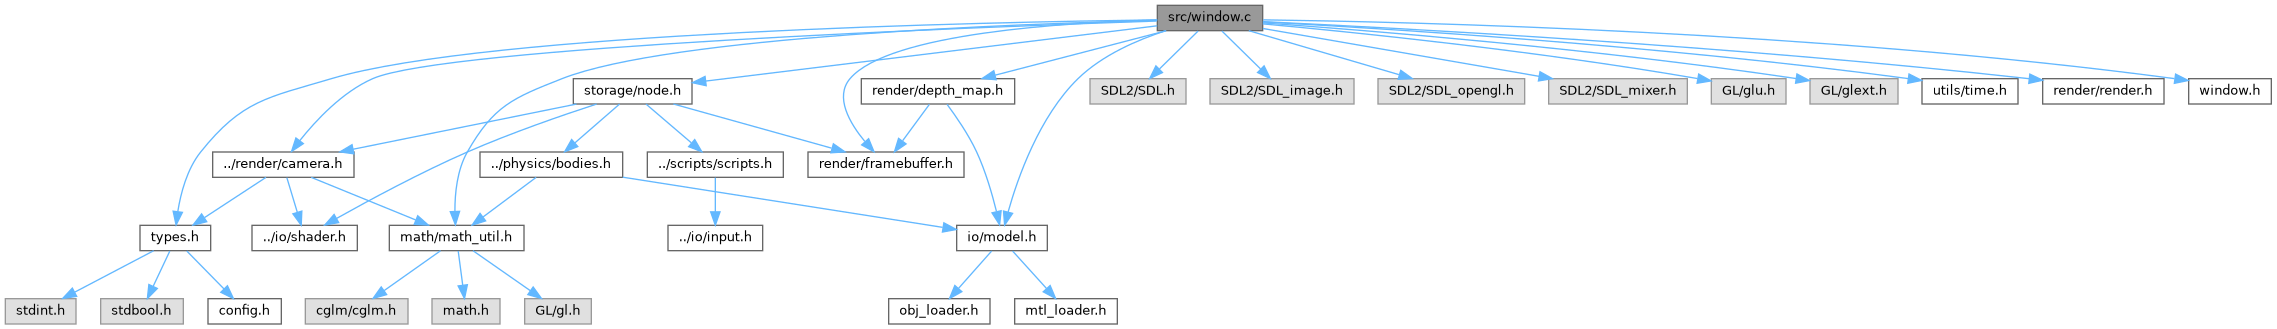 src/window.c
storage/node.h
render/depth_map.h
SDL2/SDL.h
SDL2/SDL_image.h
SDL2/SDL_opengl.h
SDL2/SDL_mixer.h
GL/glu.h
GL/glext.h
utils/time.h
render/render.h
window.h
../render/camera.h
../physics/bodies.h
../scripts/scripts.h
render/framebuffer.h
types.h
../io/shader.h
math/math_util.h
../io/input.h
io/model.h
stdint.h
stdbool.h
config.h
cglm/cglm.h
math.h
GL/gl.h
obj_loader.h
mtl_loader.h